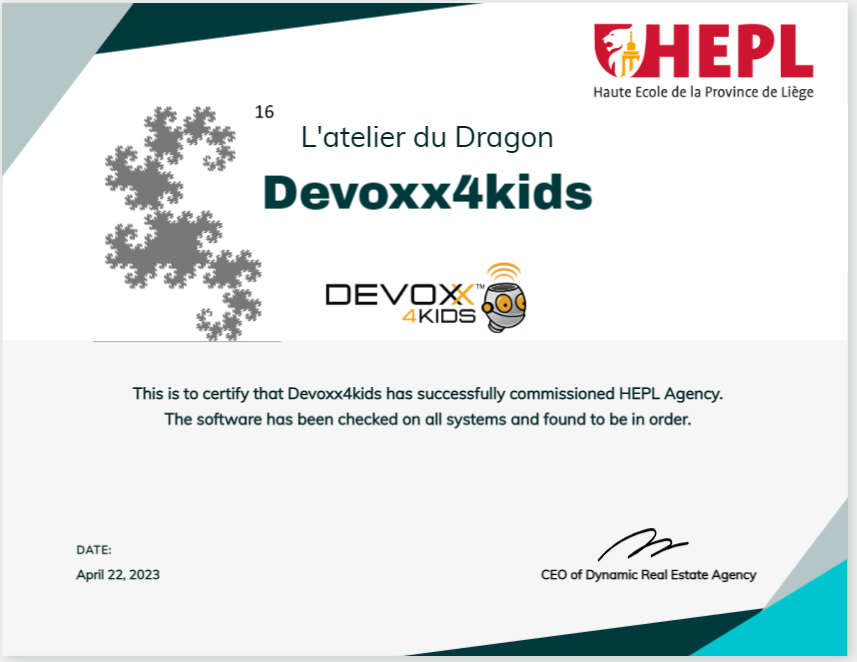 HEPL
Haute Ecole de la Province de Liège
16
L'atelier du Dragon
Devoxx4kids
DEVOXX™
4KIDS
This is to certify that Devoxx4kids has successfully commissioned HEPL Agency.
The software has been checked on all systems and found to be in order.
DATE:
April 22, 2023
CEO of Dynamic Real Estate Agency